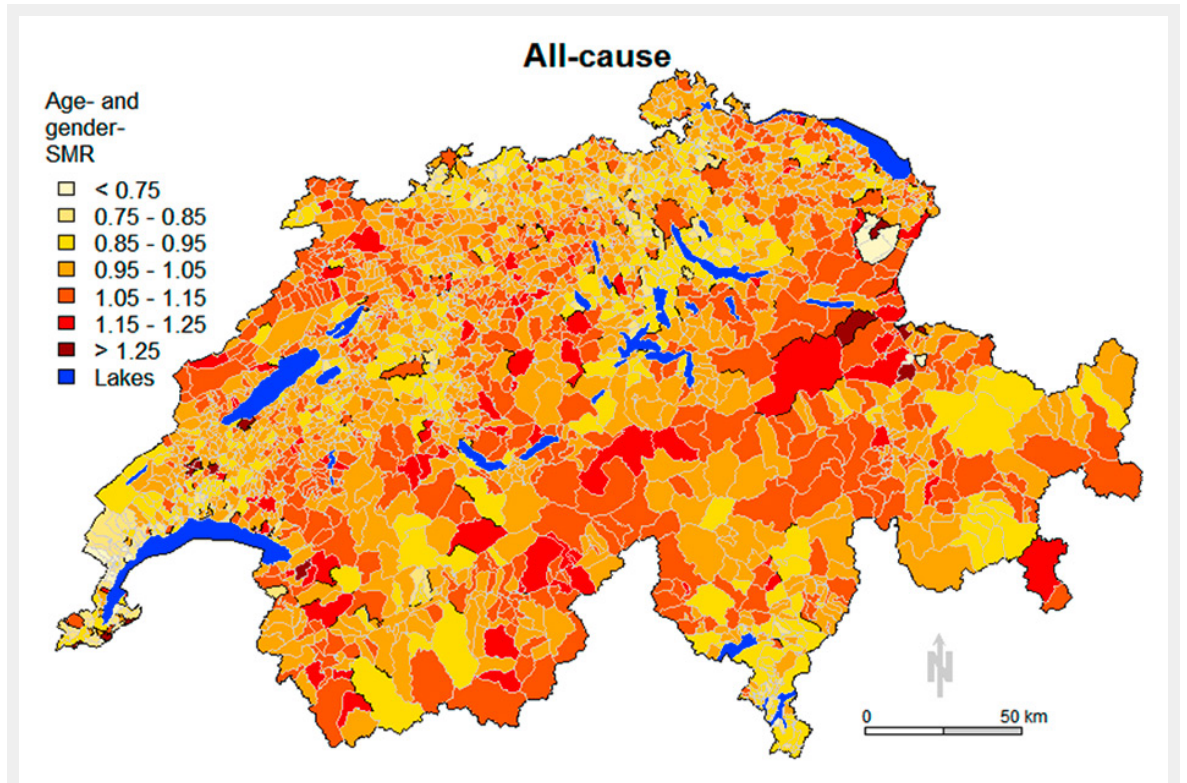 All-cause
Age- and
gender-
SMR
< 0.75
0.75 - 0.85
0.85 - 0.95
0.95 - 1.05
1.05 - 1.15
1.15 - 1.25
> 1.25
Lakes
N
0 50 km